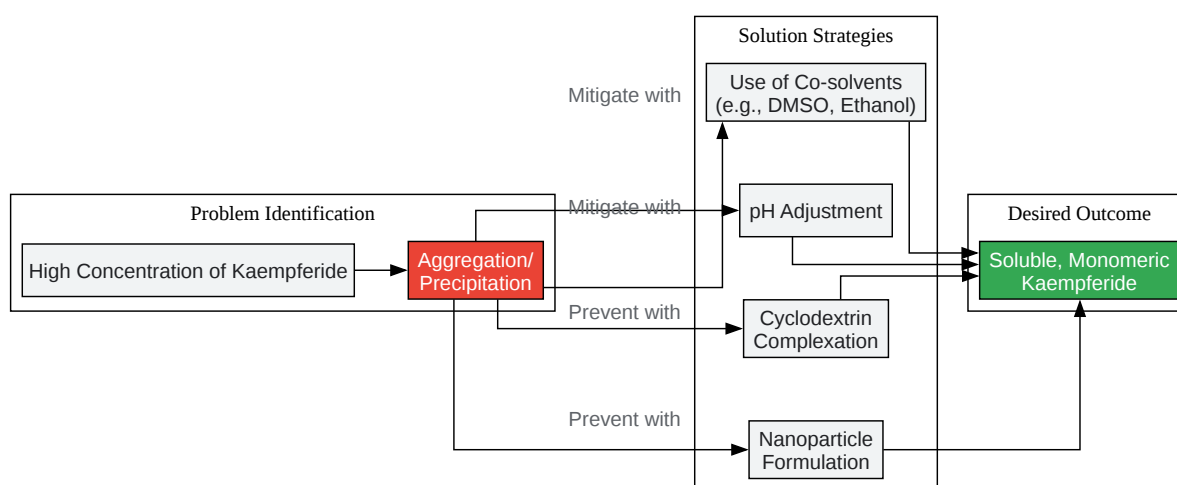 Solution Strategies
Use of Co-solvents
(e.g., DMSO, Ethanol)
Mitigate with
Problem Identification
High Concentration of Kaempferide
Aggregation/
Precipitation
Mitigate with
pH Adjustment
Desired Outcome
Soluble, Monomeric
Kaempferide
Prevent with
Cyclodextrin
Complexation
Prevent with
Nanoparticle
Formulation